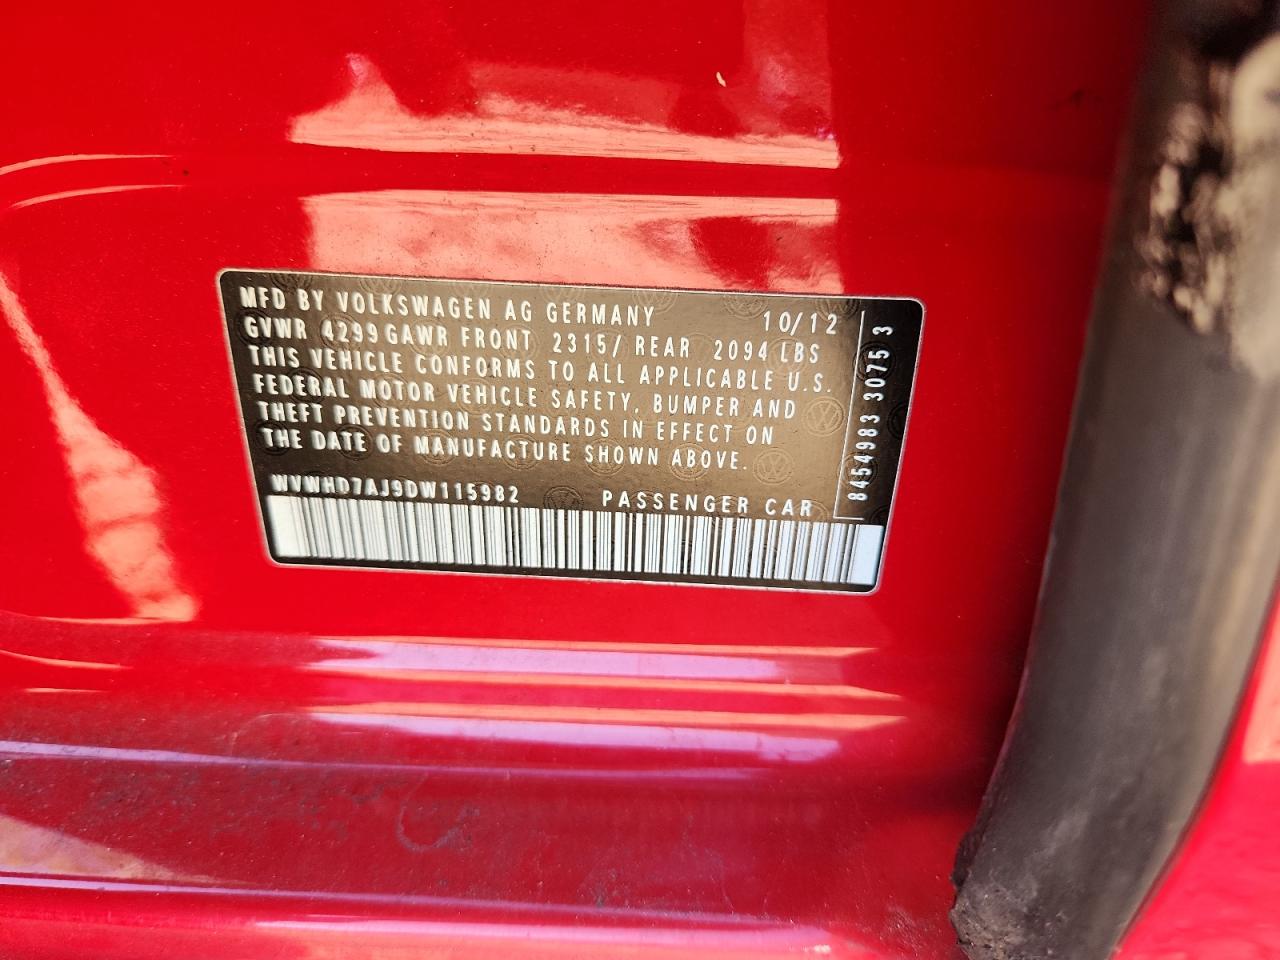 MFD BY VOLKSWAGEN AG GERMANY 10/12
GVWR 4299 GAWR FRONT 2315/ REAR 2094 LBS
THIS VEHICLE CONFORMS TO ALL APPLICABLE U.S.
FEDERAL MOTOR VEHICLE SAFETY, BUMPER AND
THEFT PREVENTION STANDARDS IN EFFECT ON
THE DATE OF MANUFACTURE SHOWN ABOVE.
WVWHD7AJ9DW115982 PASSENGER CAR
8454983 3075 3